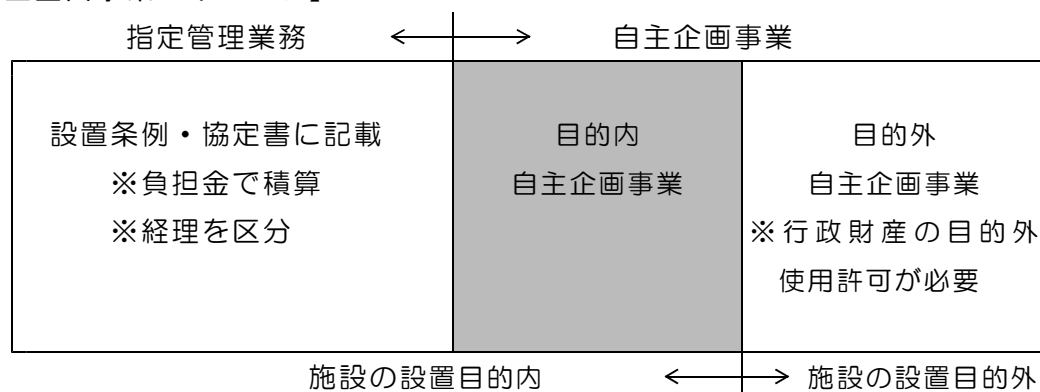 指定管理業務 ←→ 自主企画事業
設置条例・協定書に記載
※負担金で積算
※経理を区分
目的内
自主企画事業
目的外
自主企画事業
※行政財産の目的外
使用許可が必要
施設の設置目的内 ←→ 施設の設置目的外